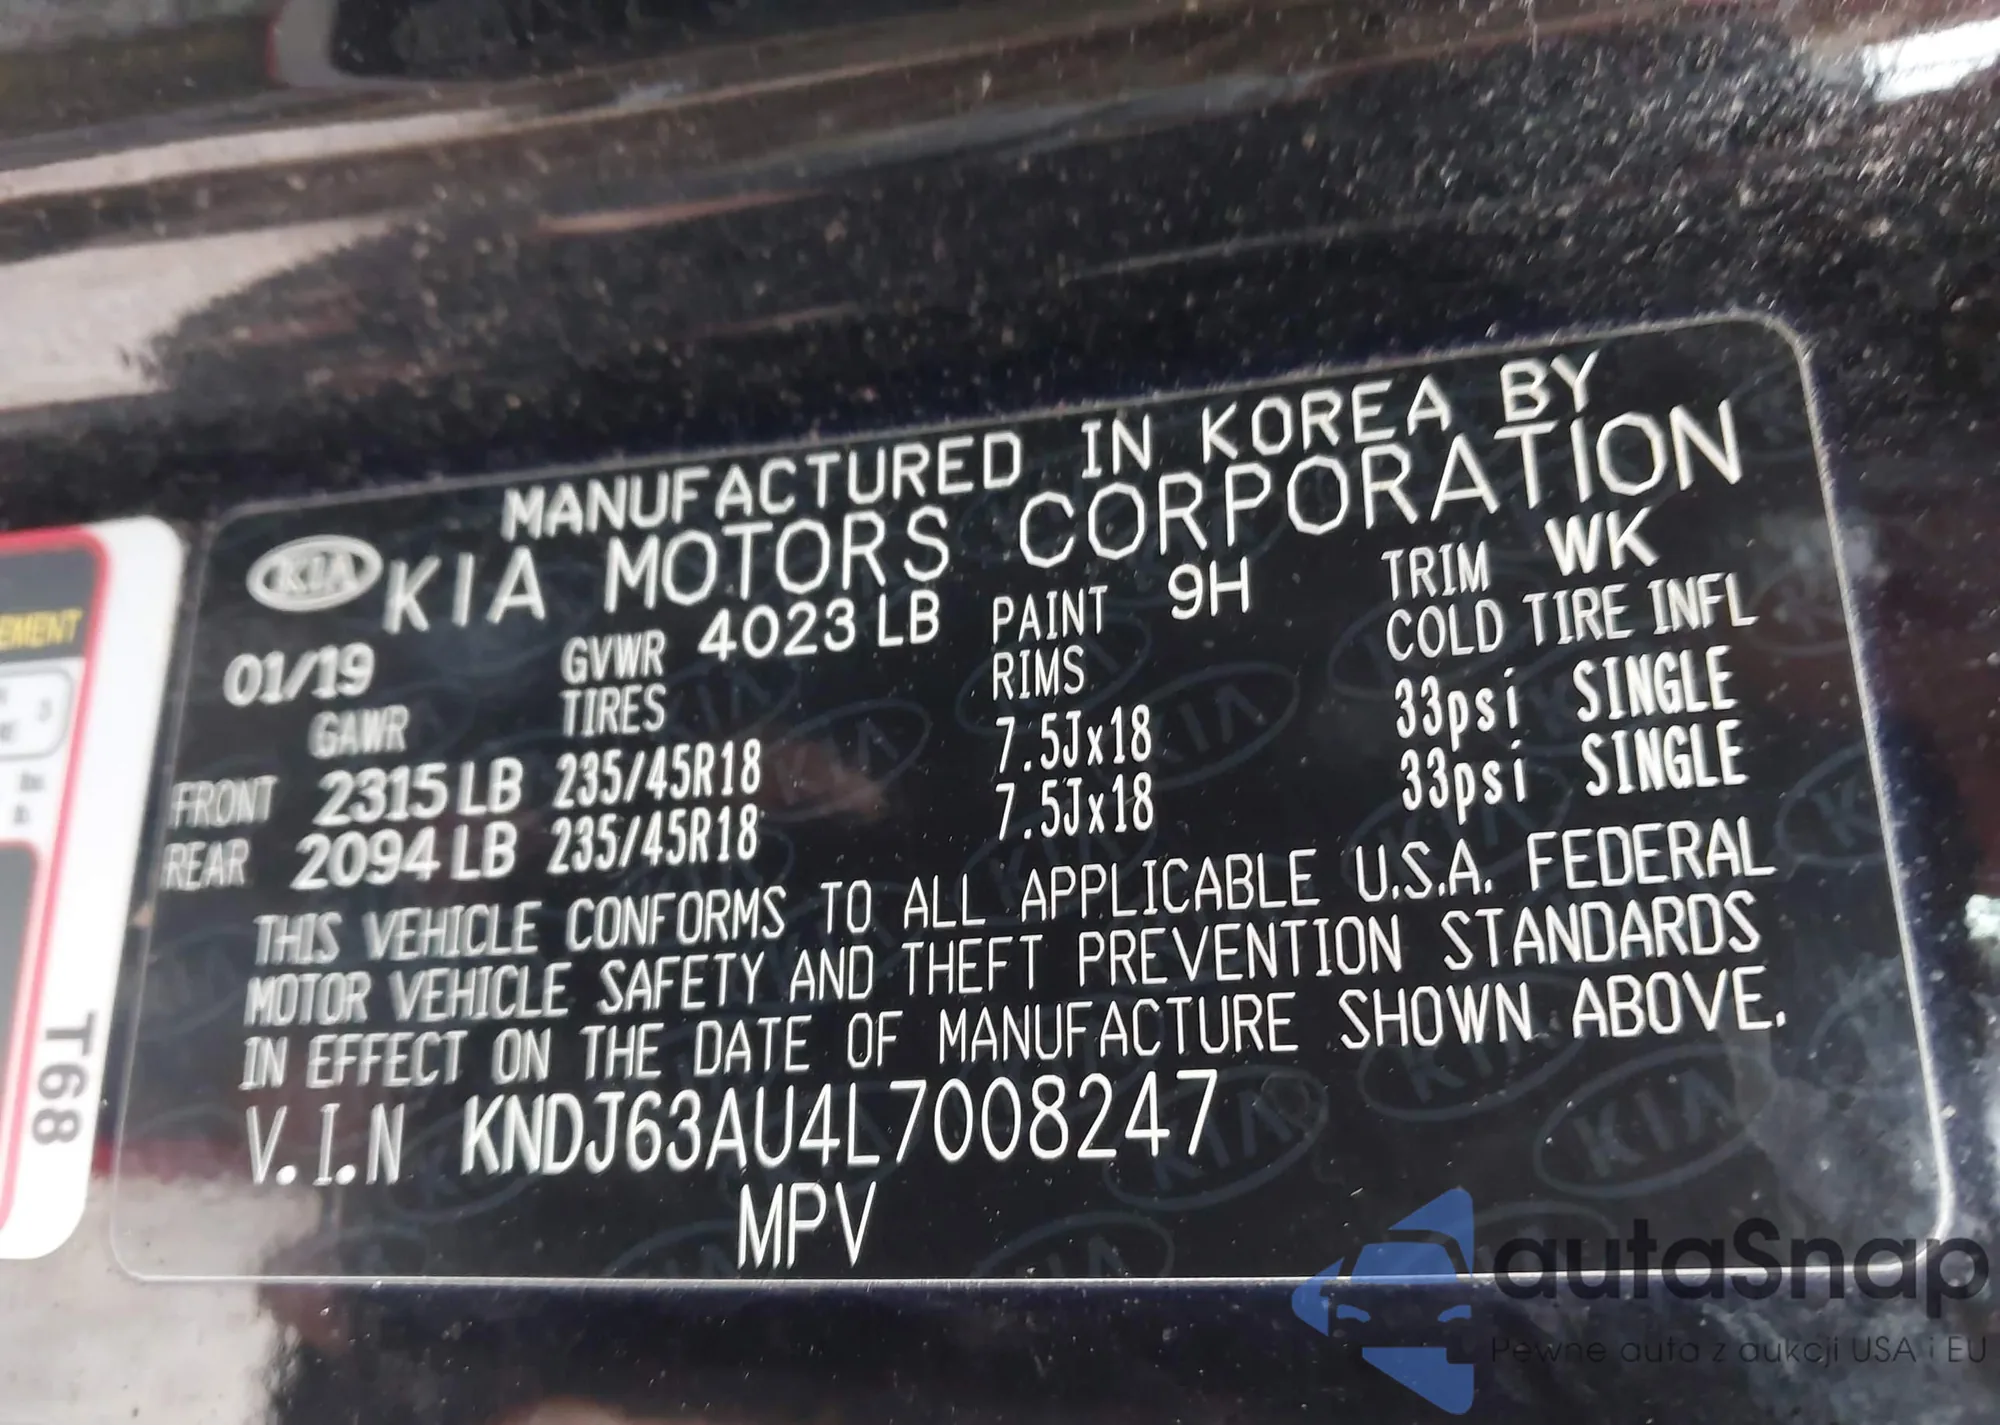 MANUFACTURED IN KOREA BY
KIA KIA MOTORS CORPORATION
01/19 GVWR 4023 LB PAINT 9H TRIM WK
GAWR TIRES RIMS COLD TIRE INFL
FRONT 2315 LB 235/45R18 7.5Jx18 33psi SINGLE
REAR 2094 LB 235/45R18 7.5Jx18 33psi SINGLE
THIS VEHICLE CONFORMS TO ALL APPLICABLE U.S.A. FEDERAL
MOTOR VEHICLE SAFETY AND THEFT PREVENTION STANDARDS
IN EFFECT ON THE DATE OF MANUFACTURE SHOWN ABOVE.
V.I.N KNDJ63AU4L7008247
MPV
EMENT
T68
autaSnap
Pewne auta z aukcji USA i EU